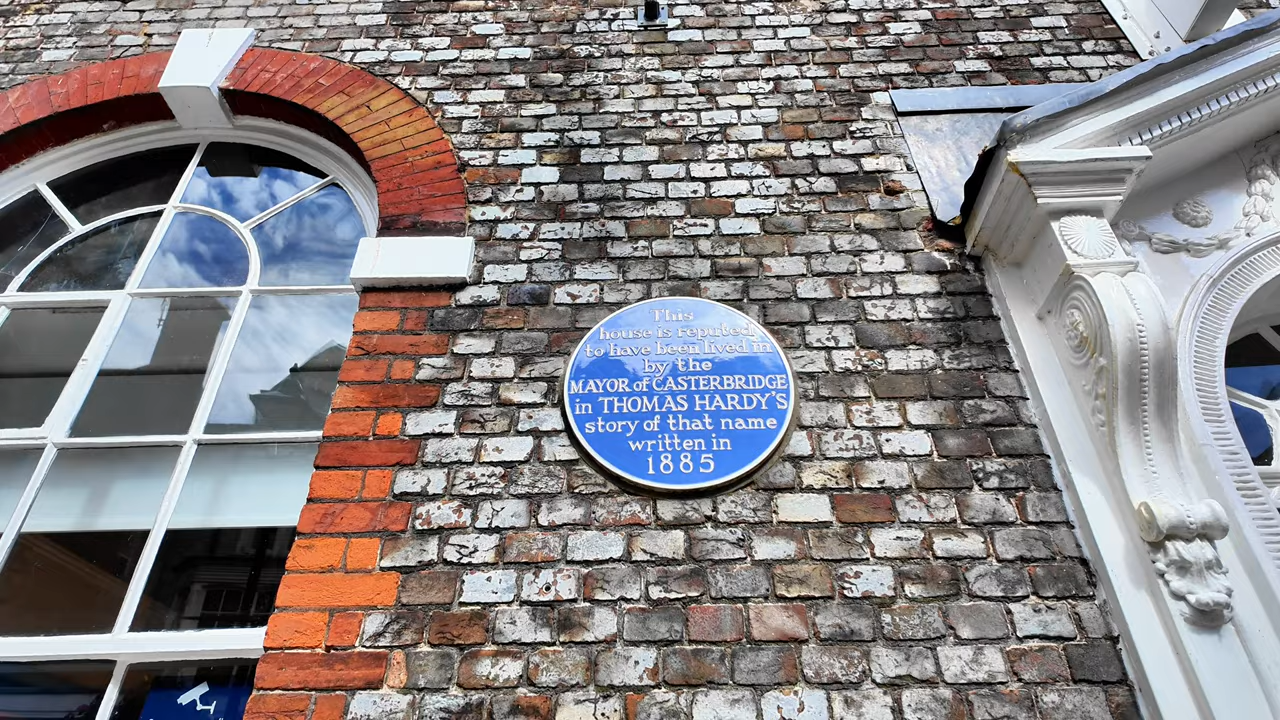 This
house is reputed
to have been lived in
by the
MAYOR of CASTERBRIDGE
in THOMAS HARDY'S
story of that name
written in
1885